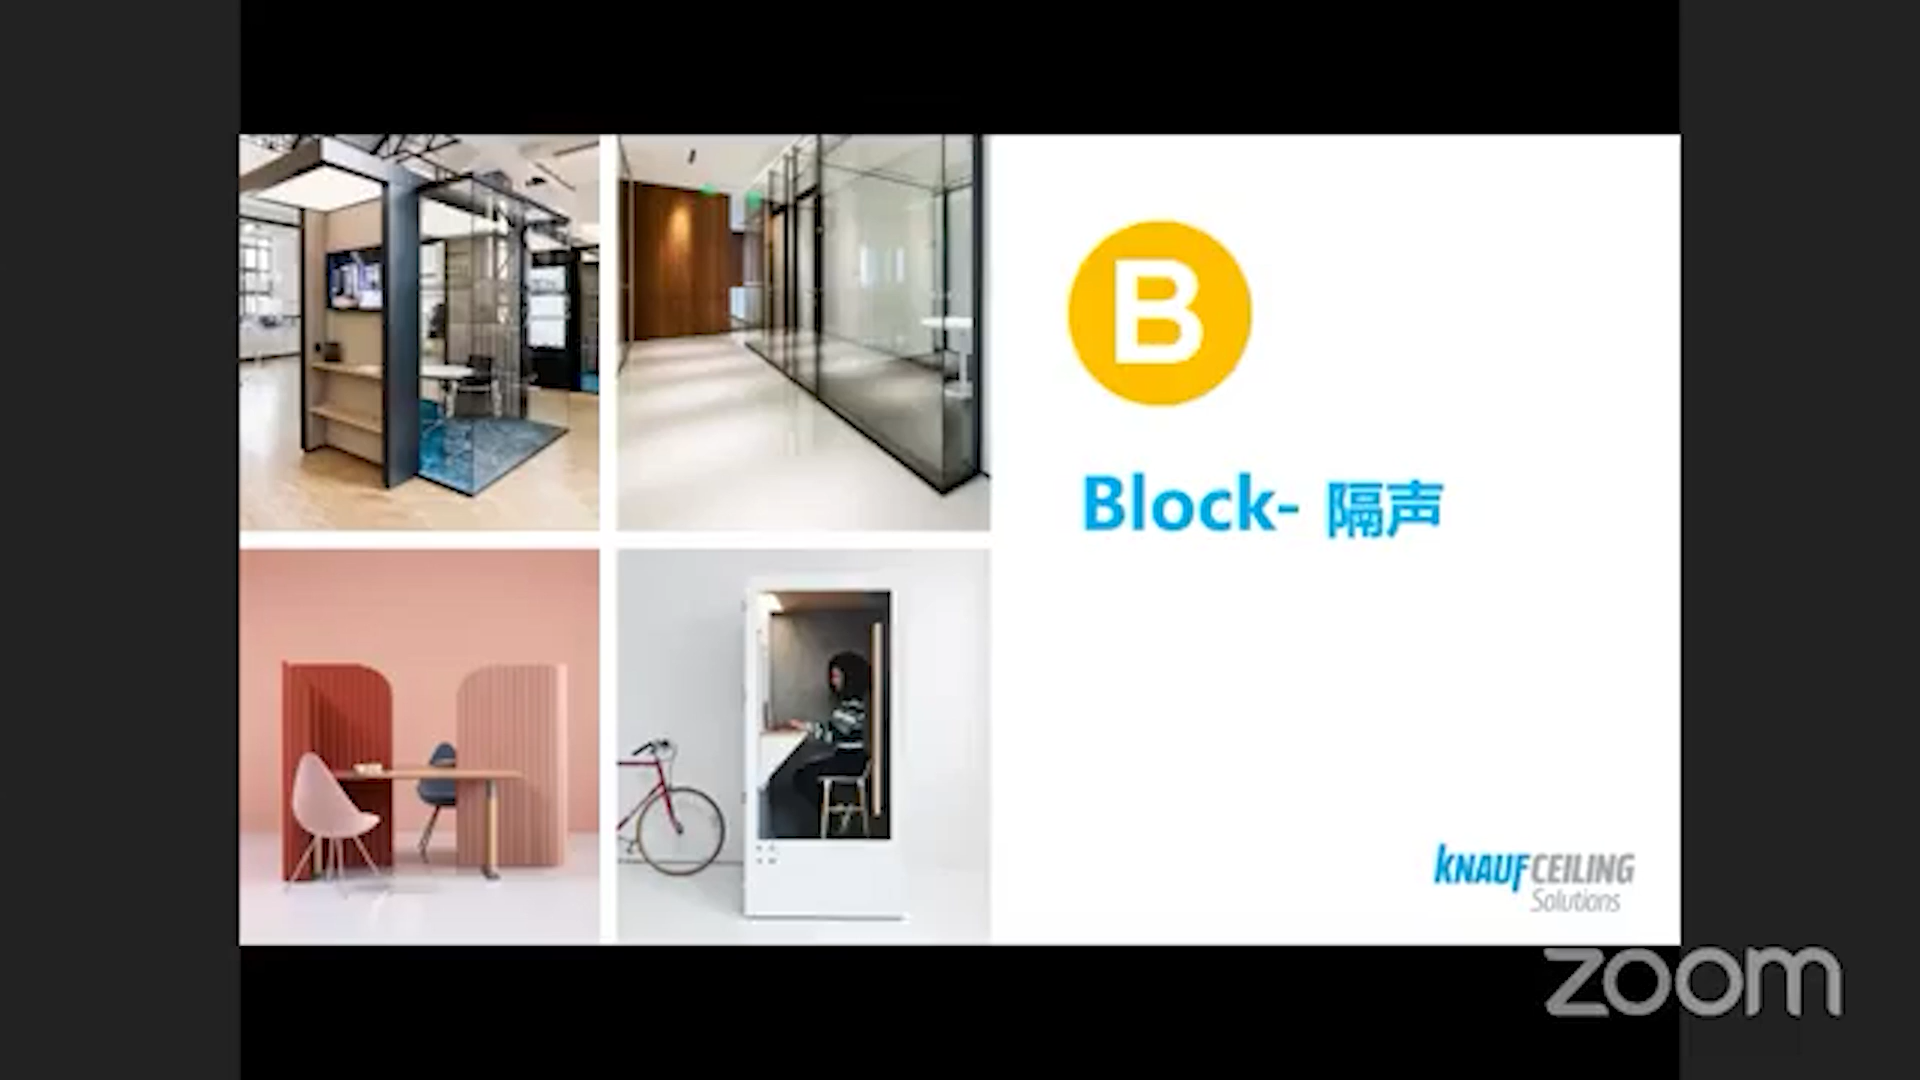 B
Block- 隔声
KNAUF CEILING
Solutions
zoom